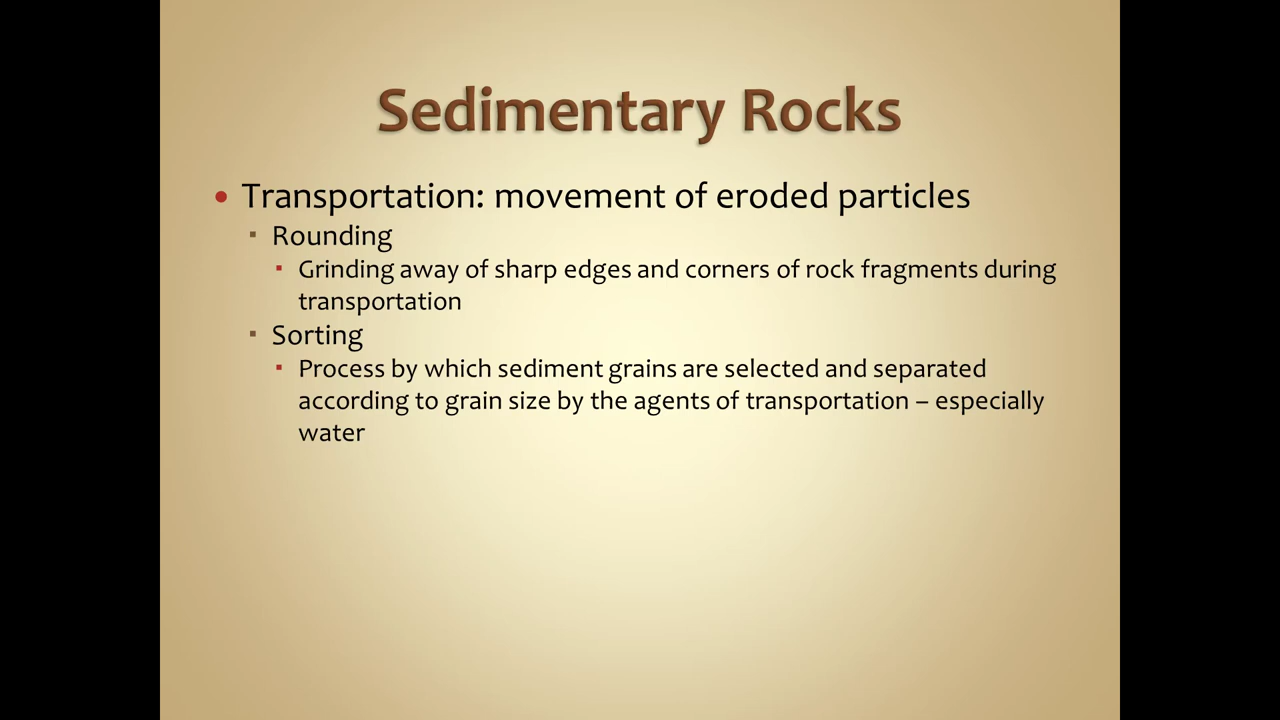 Sedimentary Rocks
• Transportation: movement of eroded particles
▪ Rounding
▪ Grinding away of sharp edges and corners of rock fragments during
transportation
▪ Sorting
▪ Process by which sediment grains are selected and separated
according to grain size by the agents of transportation – especially
water